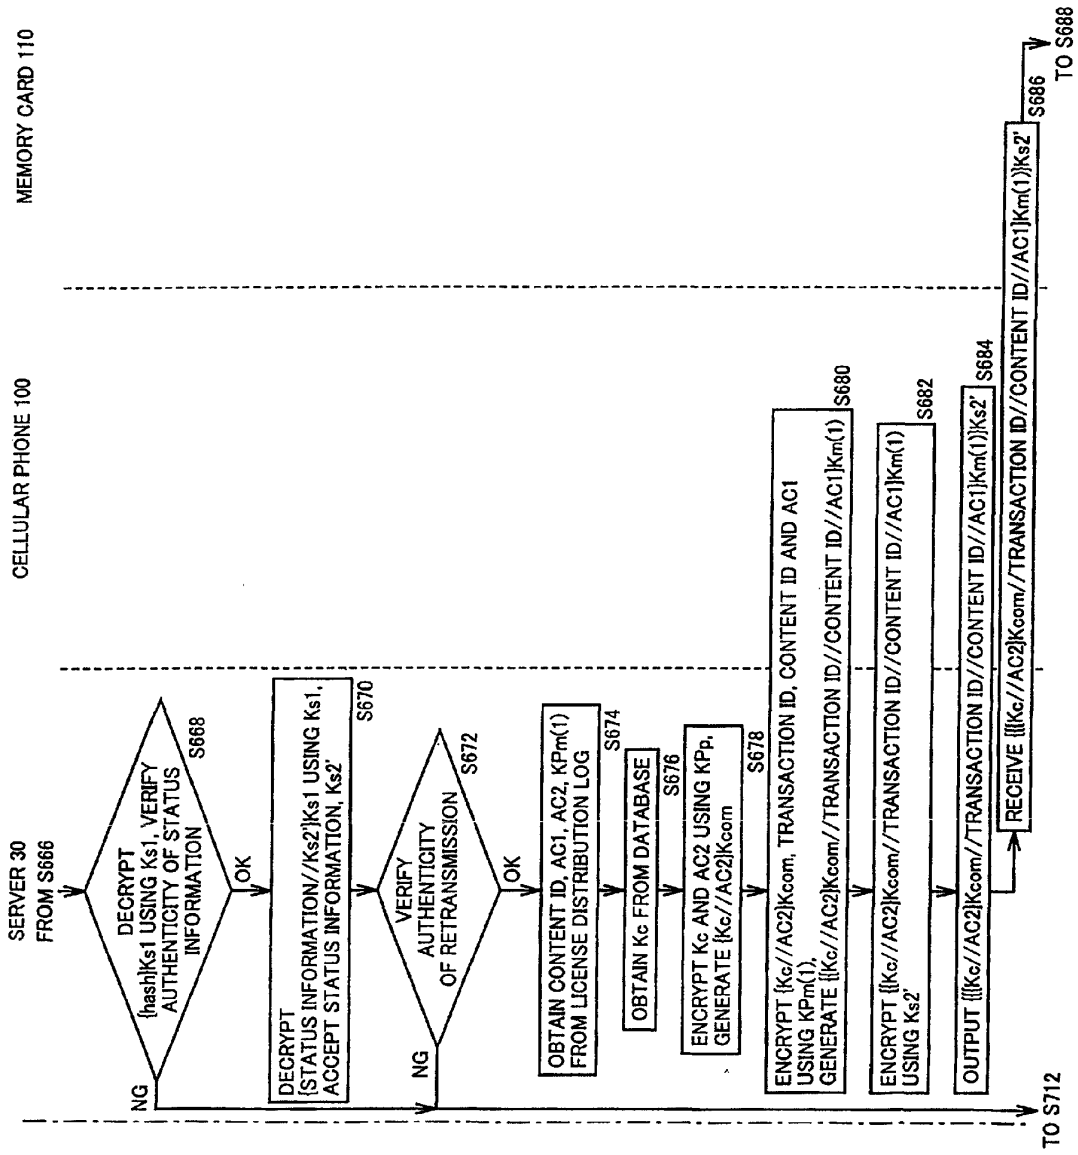 SERVER 30
CELLULAR PHONE 100
MEMORY CARD 110
FROM S666
DECRYPT
{hash}Ks1 USING Ks1, VERIFY
AUTHENTICITY OF STATUS
INFORMATION
S668
NG
OK
DECRYPT
{STATUS INFORMATION//Ks2'}Ks1 USING Ks1,
ACCEPT STATUS INFORMATION, Ks2'
S670
VERIFY
AUTHENTICITY
OF RETRANSMISSION
S672
NG
OK
OBTAIN CONTENT ID, AC1, AC2, KPm(1)
FROM LICENSE DISTRIBUTION LOG
S674
OBTAIN Kc FROM DATABASE
S676
ENCRYPT Kc AND AC2 USING KPp,
GENERATE {Kc//AC2}Kcom
S678
ENCRYPT {Kc//AC2}Kcom, TRANSACTION ID, CONTENT ID AND AC1
USING KPm(1),
GENERATE {{Kc//AC2}Kcom//TRANSACTION ID//CONTENT ID//AC1}Km(1)
S680
ENCRYPT {{Kc//AC2}Kcom//TRANSACTION ID//CONTENT ID//AC1}Km(1)
USING Ks2'
S682
OUTPUT {{{Kc//AC2}Kcom//TRANSACTION ID//CONTENT ID//AC1}Km(1)}Ks2'
S684
RECEIVE {{{Kc//AC2}Kcom//TRANSACTION ID//CONTENT ID//AC1}Km(1)}Ks2'
S686
TO S712
TO S688